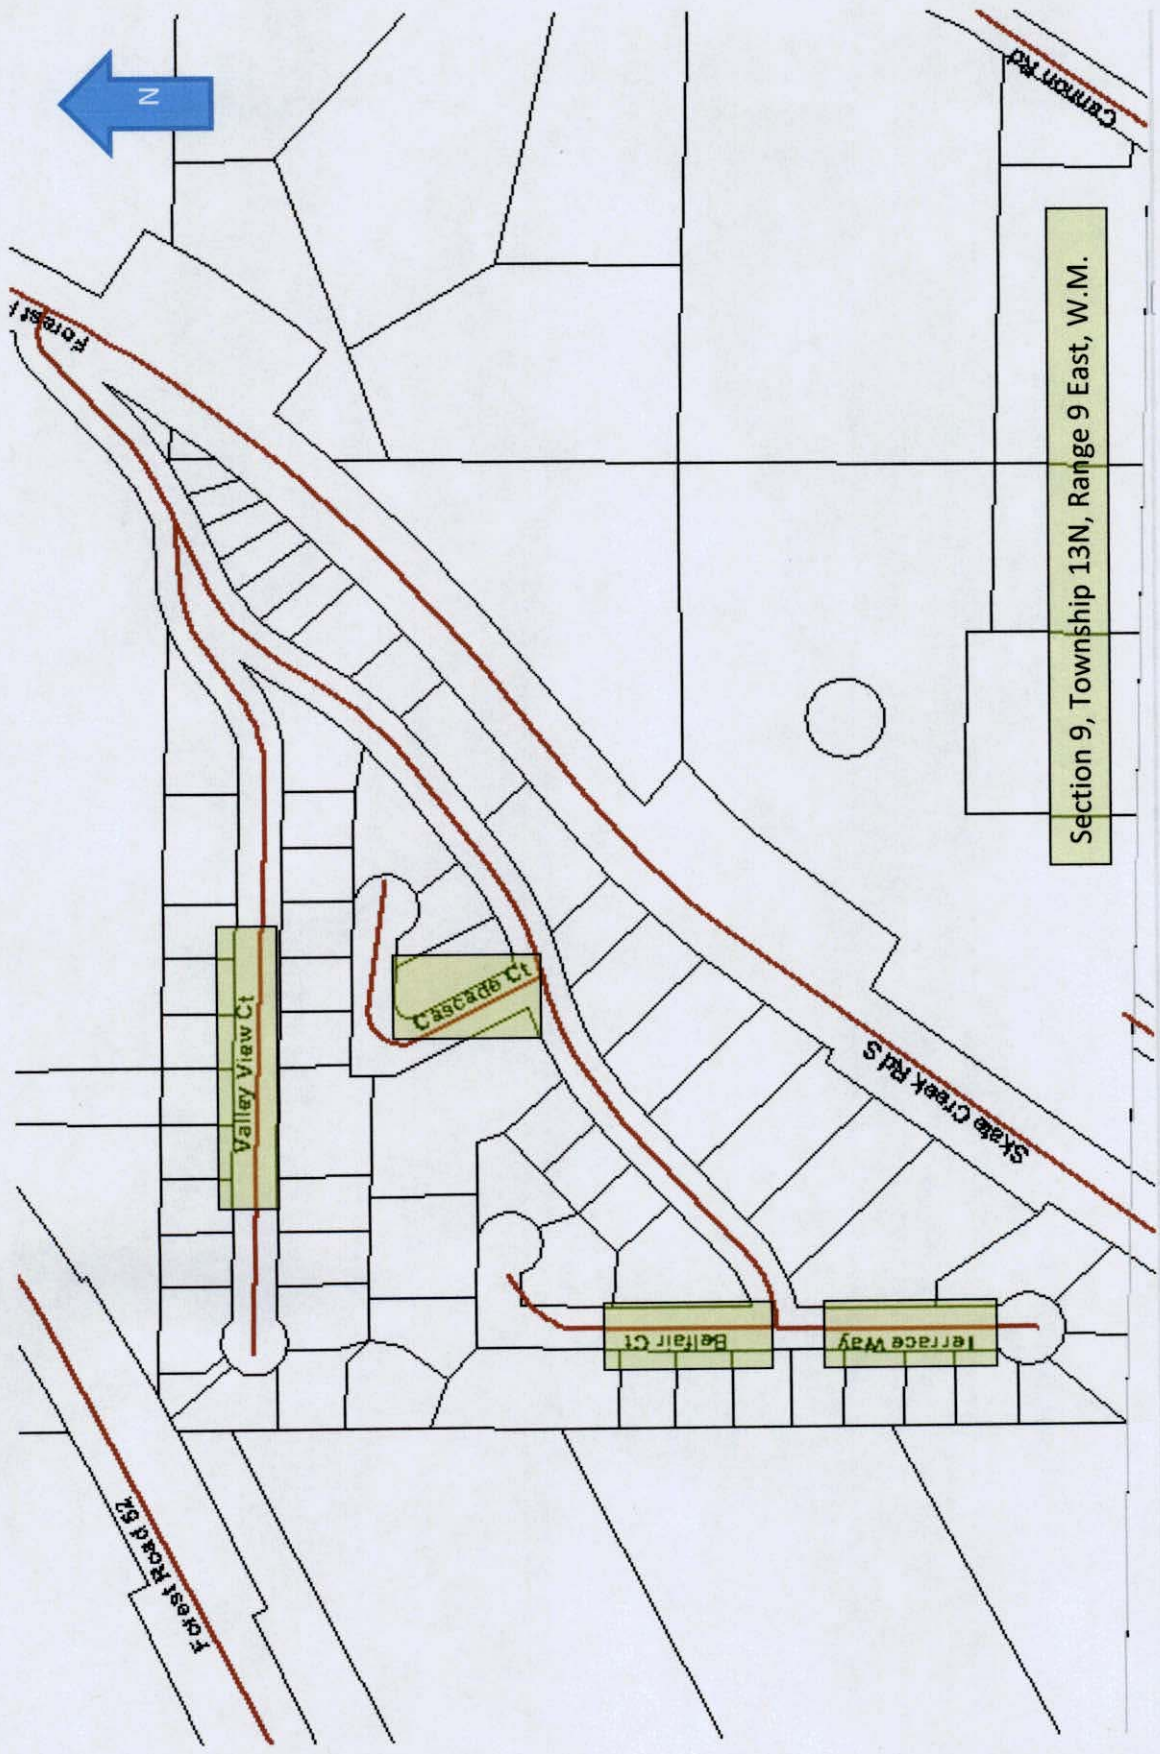 N
Cannon Rd
Forest
Section 9, Township 13N, Range 9 East, W.M.
Cascade Ct
Valley View Ct
Skate Creek Rd S
Belfair Ct
Terrace Way
Forest Road 52